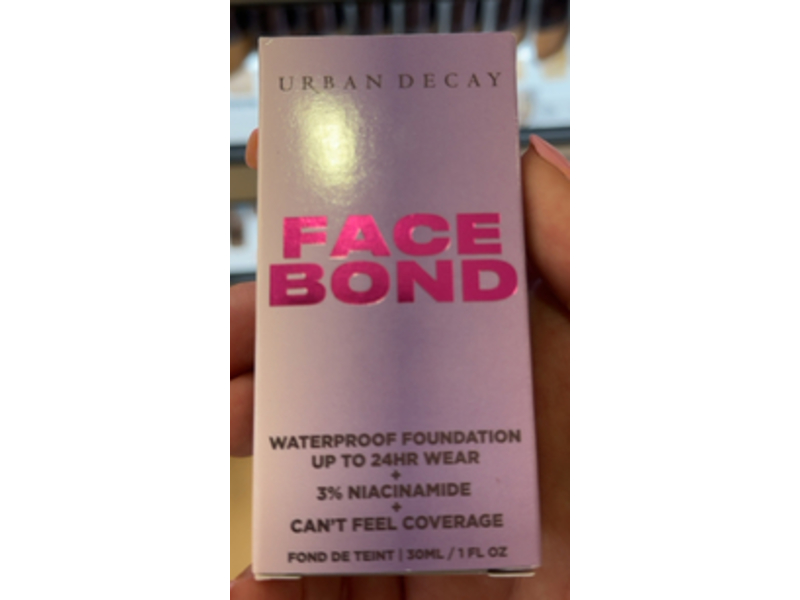 URBAN DECAY
FACE
BOND
WATERPROOF FOUNDATION
UP TO 24HR WEAR
+
3% NIACINAMIDE
+
CAN'T FEEL COVERAGE
FOND DE TEINT | 30ML / 1 FL OZ